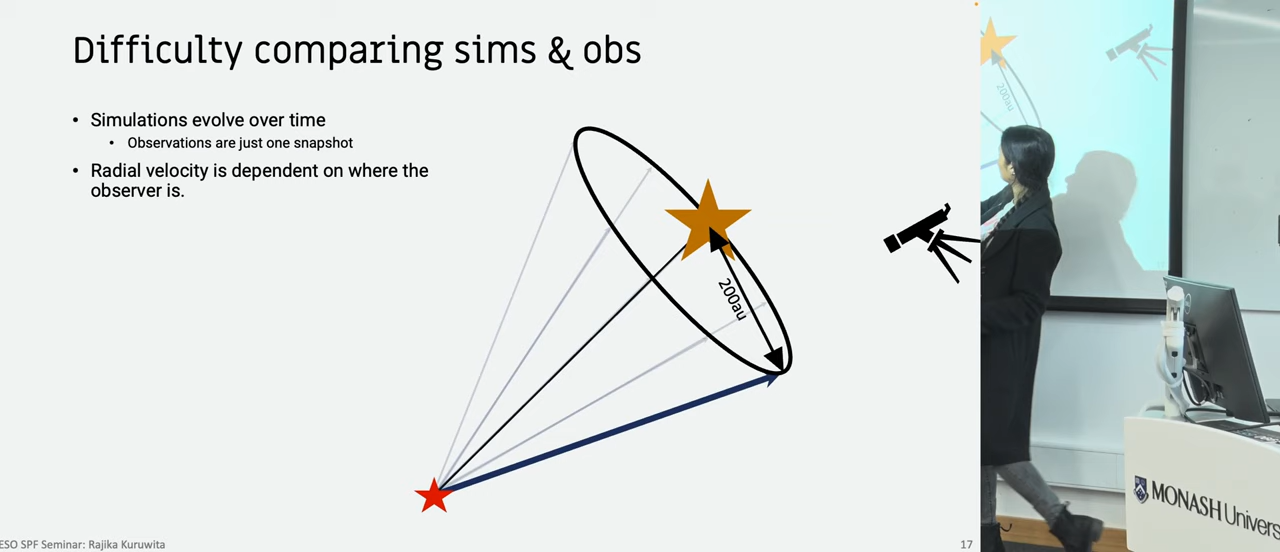 Difficulty comparing sims & obs
• Simulations evolve over time
• Observations are just one snapshot
• Radial velocity is dependent on where the
observer is.
200au
200au
ESO SPF Seminar: Rajika Kuruwita
17
MONASH Univers